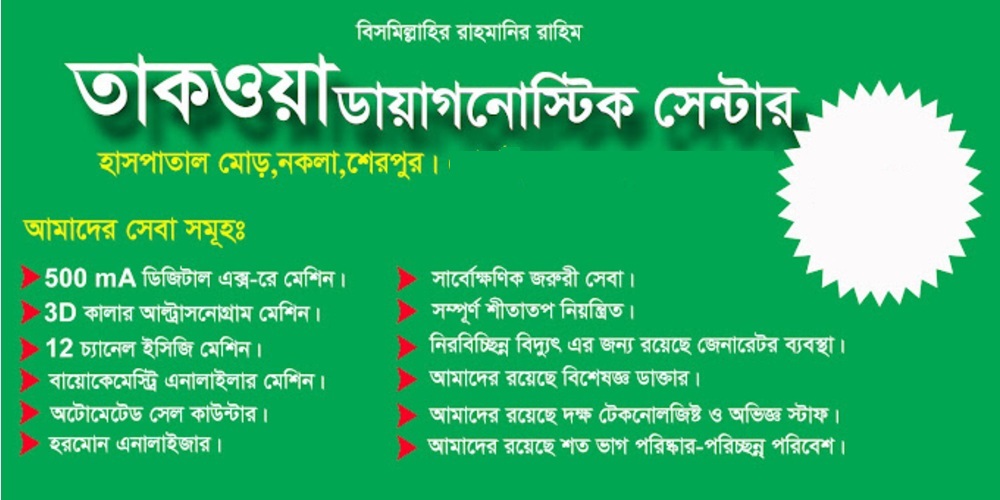 বিসমিল্লাহির রাহমানির রাহিম
তাকওয়া ডায়াগনোস্টিক সেন্টার
হাসপাতাল মোড়,নকলা,শেরপুর।
আমাদের সেবা সমূহঃ
500 mA ডিজিটাল এক্স-রে মেশিন।
3D কালার আল্ট্রাসনোগ্রাম মেশিন।
12 চ্যানেল ইসিজি মেশিন।
বায়োকেমেস্ট্রি এনালাইলার মেশিন।
অটোমেটেড সেল কাউন্টার।
হরমোন এনালাইজার।
সার্বোক্ষণিক জরুরী সেবা।
সম্পূর্ণ শীতাতপ নিয়ন্ত্রিত।
নিরবিচ্ছিন্ন বিদ্যুৎ এর জন্য রয়েছে জেনারেটর ব্যবস্থা।
আমাদের রয়েছে বিশেষজ্ঞ ডাক্তার।
আমাদের রয়েছে দক্ষ টেকনোলজিষ্ট ও অভিজ্ঞ স্টাফ।
আমাদের রয়েছে শত ভাগ পরিষ্কার-পরিচ্ছন্ন পরিবেশ।